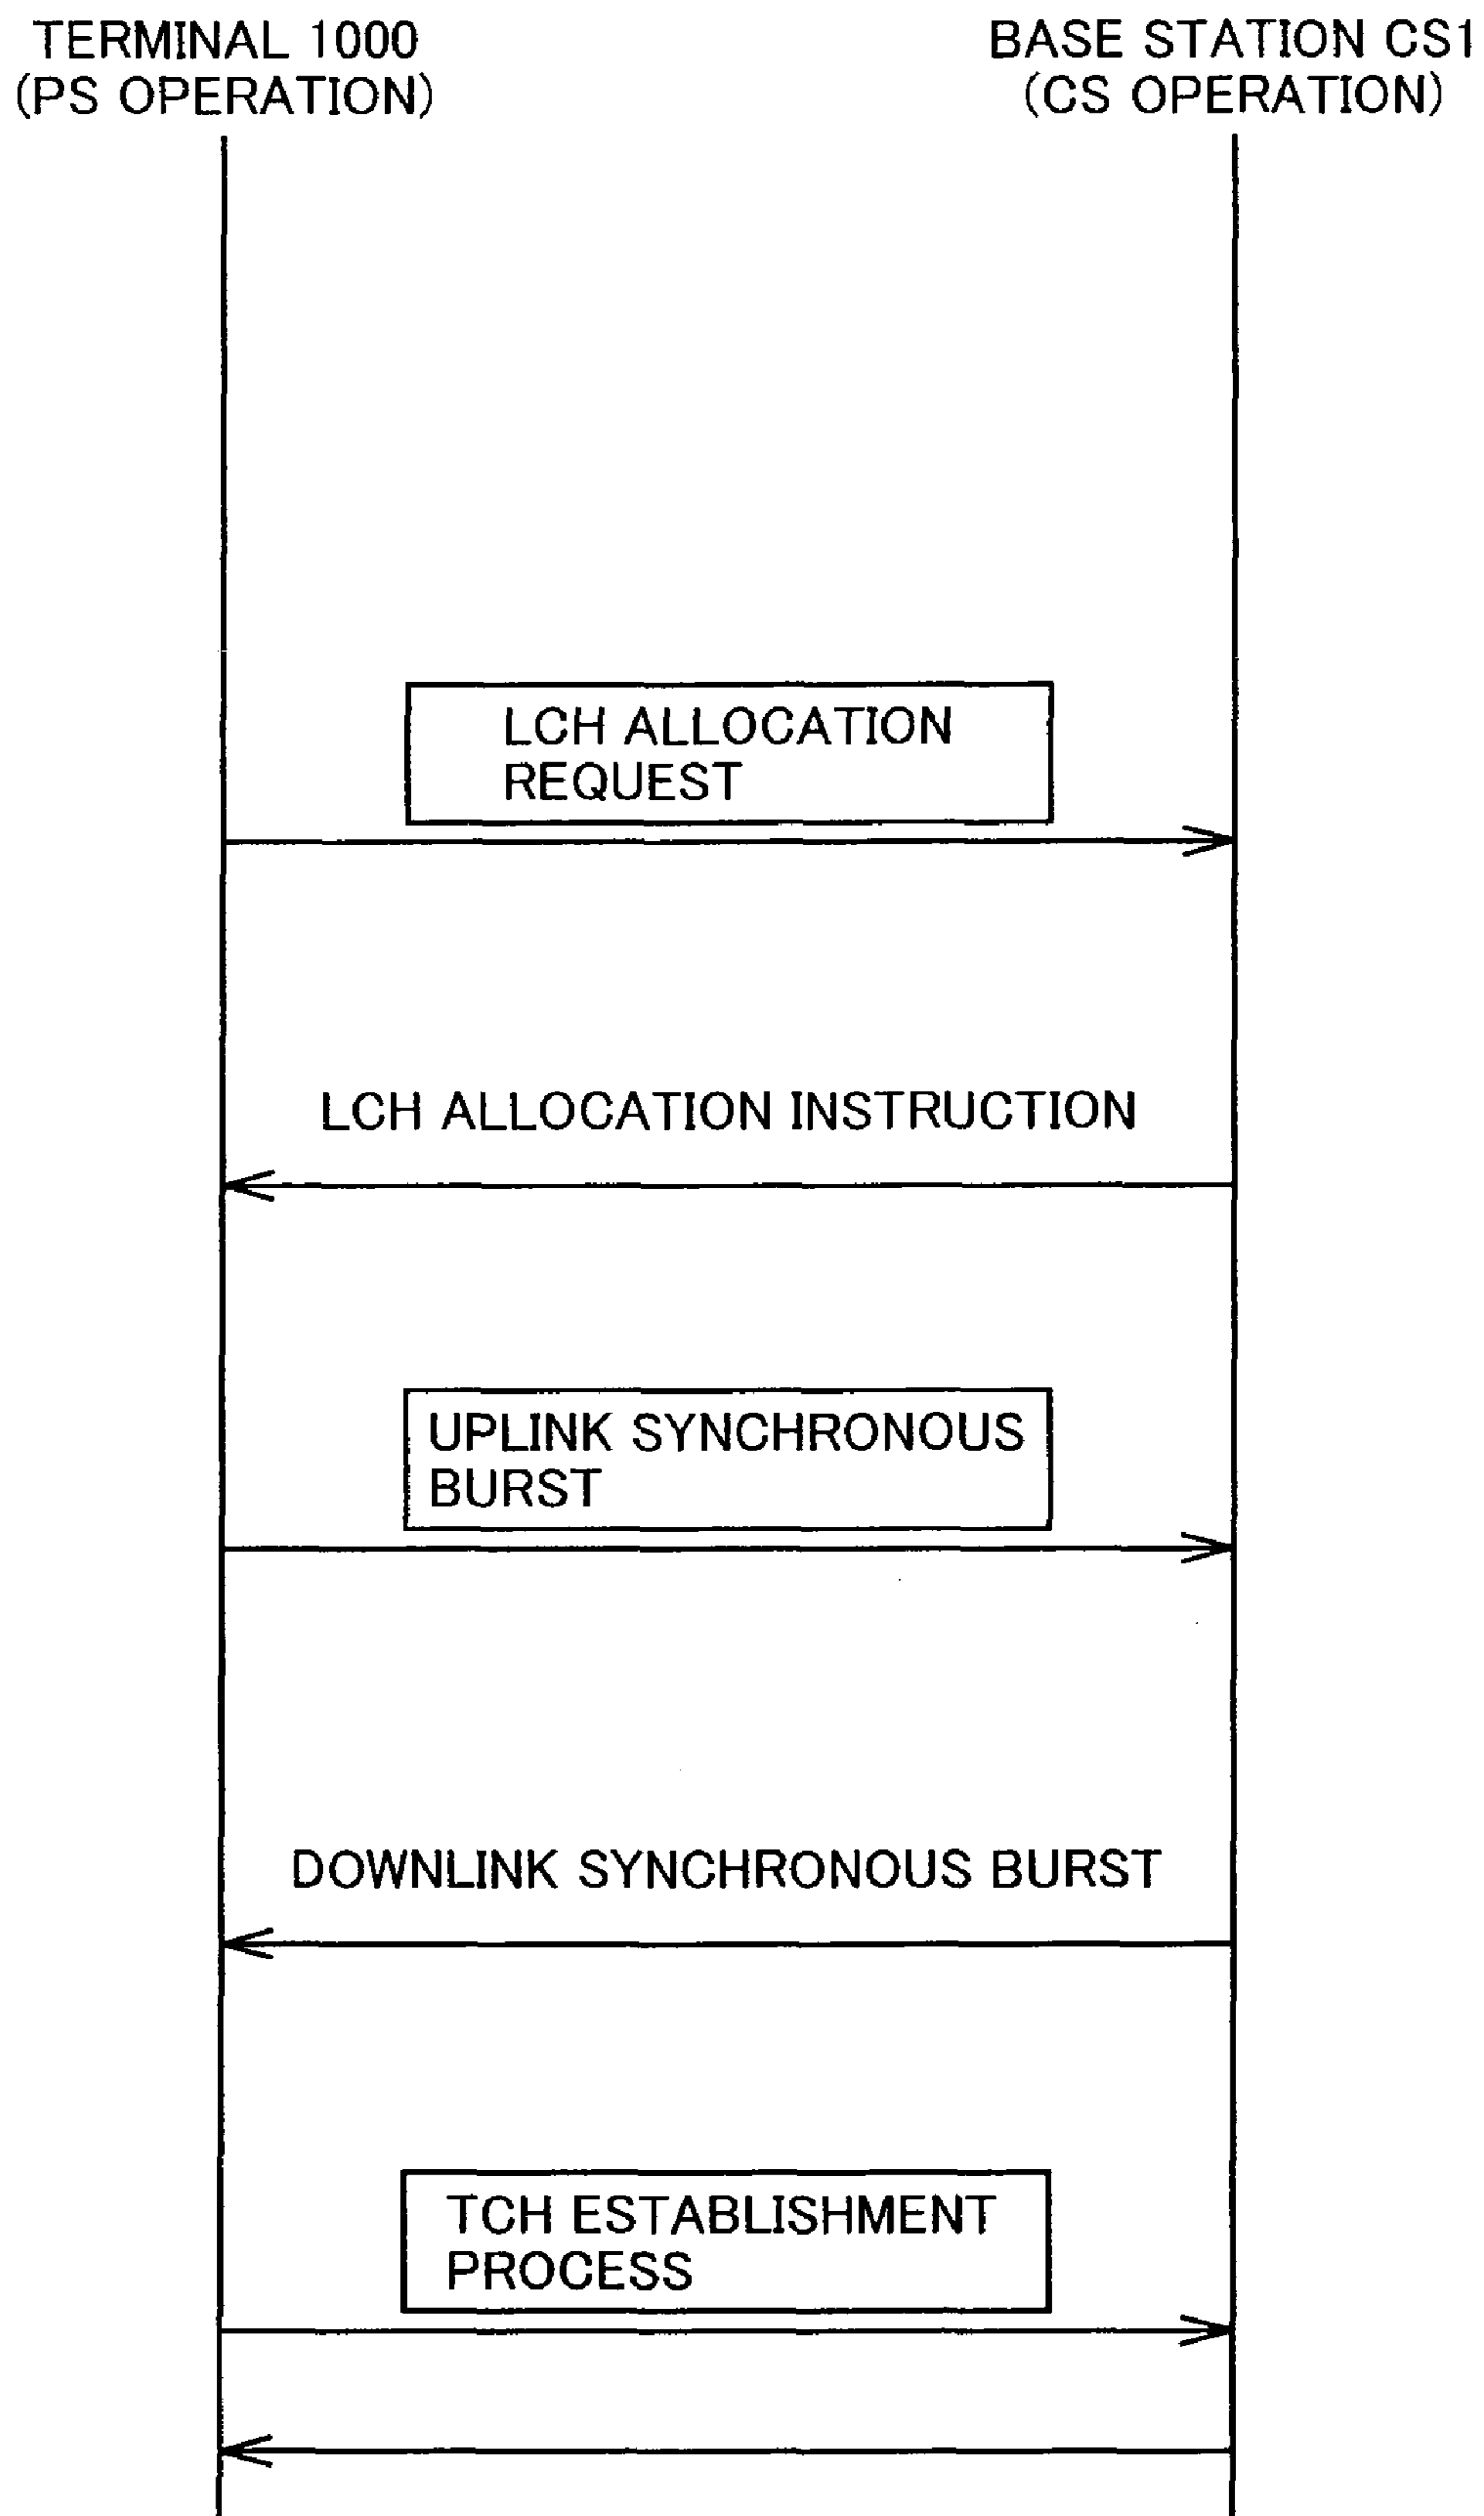 TERMINAL 1000
(PS OPERATION)
BASE STATION CS1
(CS OPERATION)
LCH ALLOCATION
REQUEST
LCH ALLOCATION INSTRUCTION
UPLINK SYNCHRONOUS
BURST
DOWNLINK SYNCHRONOUS BURST
TCH ESTABLISHMENT
PROCESS